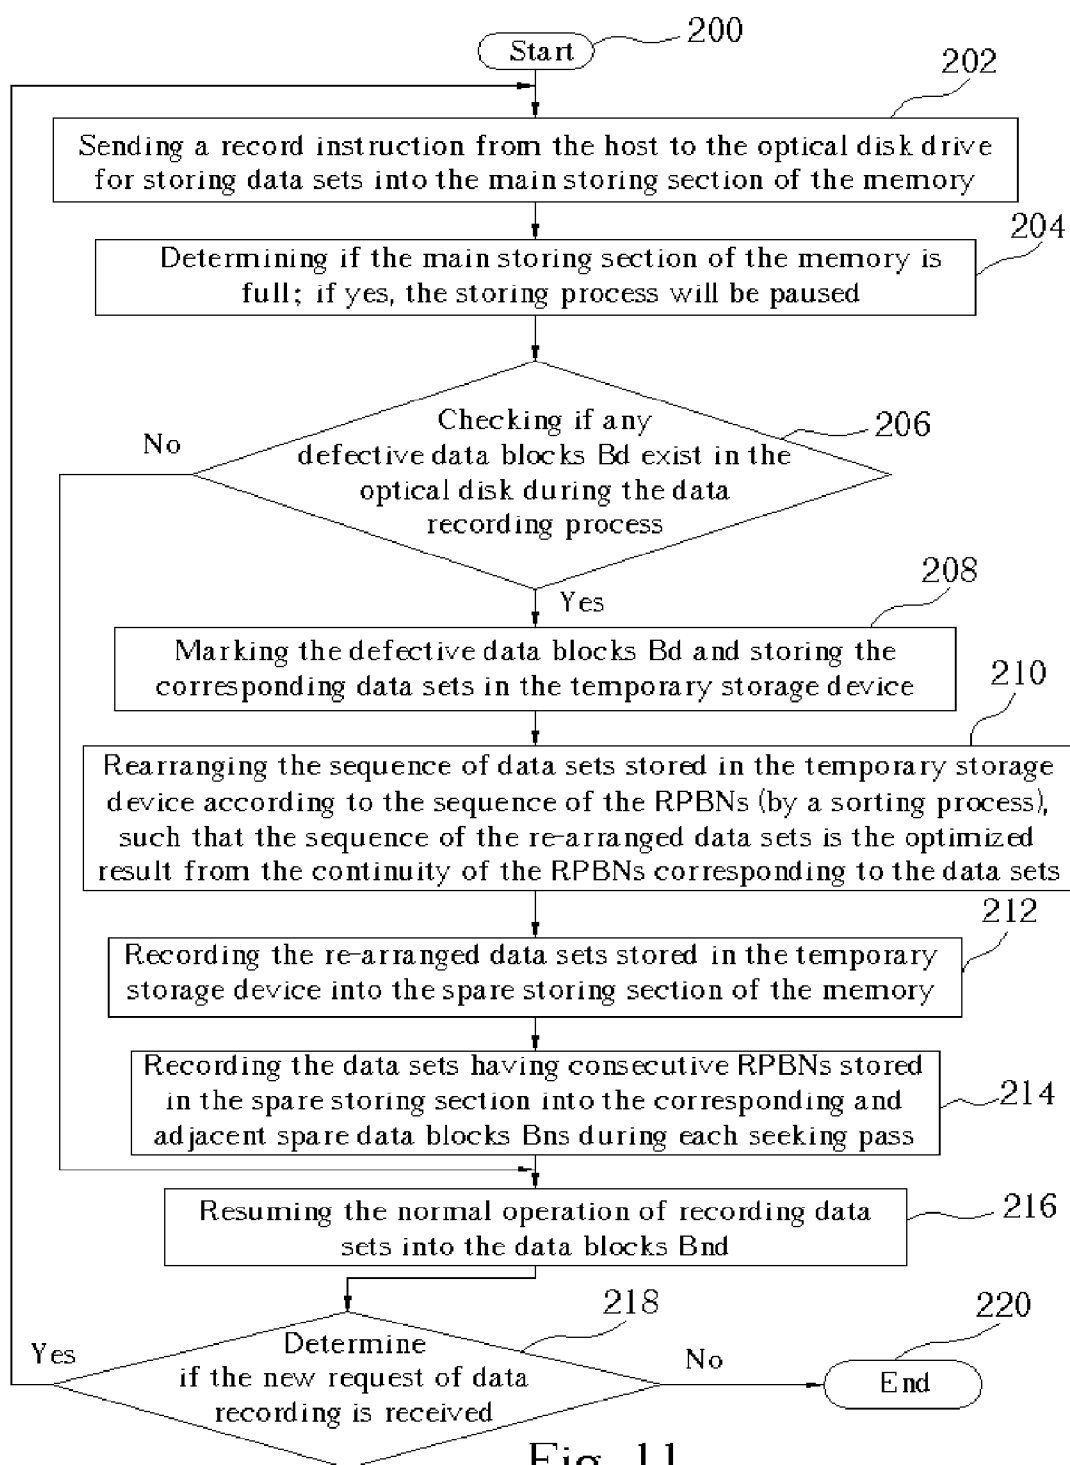 Start
200
202
Sending a record instruction from the host to the optical disk drive
for storing data sets into the main storing section of the memory
204
Determining if the main storing section of the memory is
full; if yes, the storing process will be paused
206
Checking if any
defective data blocks Bd exist in the
optical disk during the data
recording process
No
Yes
208
Marking the defective data blocks Bd and storing the
corresponding data sets in the temporary storage device
210
Rearranging the sequence of data sets stored in the temporary storage
device according to the sequence of the RPBNs (by a sorting process),
such that the sequence of the re-arranged data sets is the optimized
result from the continuity of the RPBNs corresponding to the data sets
212
Recording the re-arranged data sets stored in the temporary
storage device into the spare storing section of the memory
Recording the data sets having consecutive RPBNs stored
in the spare storing section into the corresponding and
adjacent spare data blocks Bns during each seeking pass
214
Resuming the normal operation of recording data
sets into the data blocks Bnd
216
218
Determine
if the new request of data
recording is received
Yes
No
220
End
Fig. 11